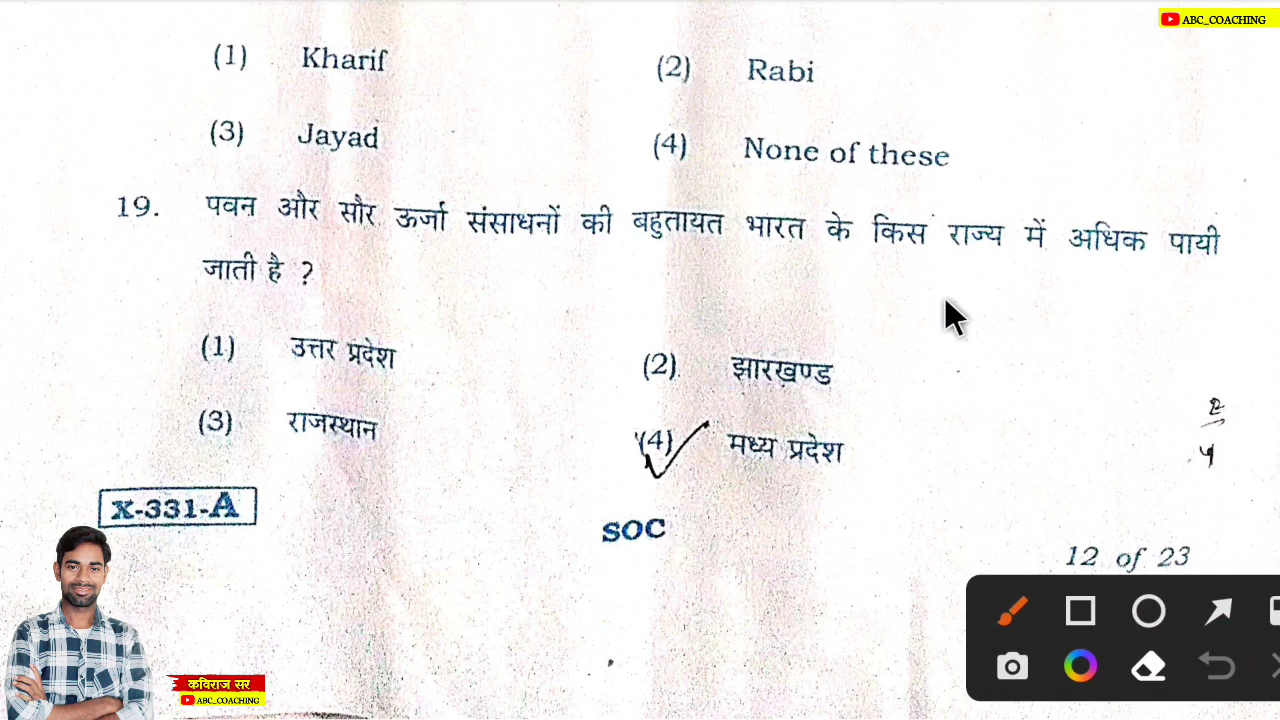 ABC_COACHING
(1) Kharif (2) Rabi
(3) Jayad (4) None of these
19. पवन और सौर ऊर्जा संसाधनों की बहुतायत भारत के किस राज्य में अधिक पायी
जाती है ?
(1) उत्तर प्रदेश (2) झारखण्ड
(3) राजस्थान (4) मध्य प्रदेश
X-331-A
SOC
12 of 23
कविराज सर
ABC_COACHING